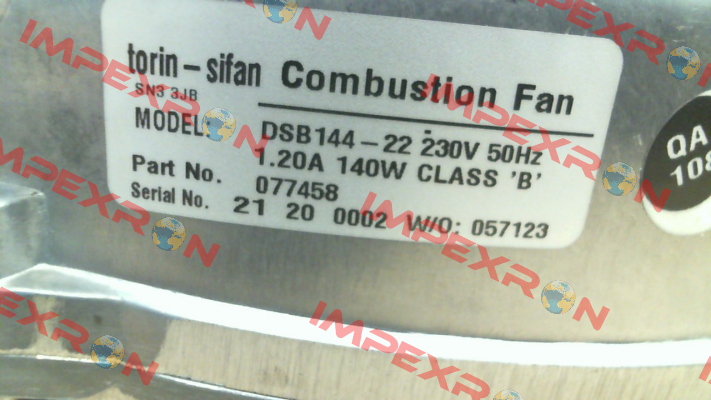 torin-sifan Combustion Fan
SN3 3JB
MODEL: DSB144-22 230V 50Hz
1.20A 140W CLASS 'B'
Part No. 077458
Serial No. 21 20 0002 W/O: 057123
QA
108
IMPEXRON
IMPEXRON
IMPEXRON
IMPEXRON
IMPEXRON
IMPEXRON
IMPEXRON